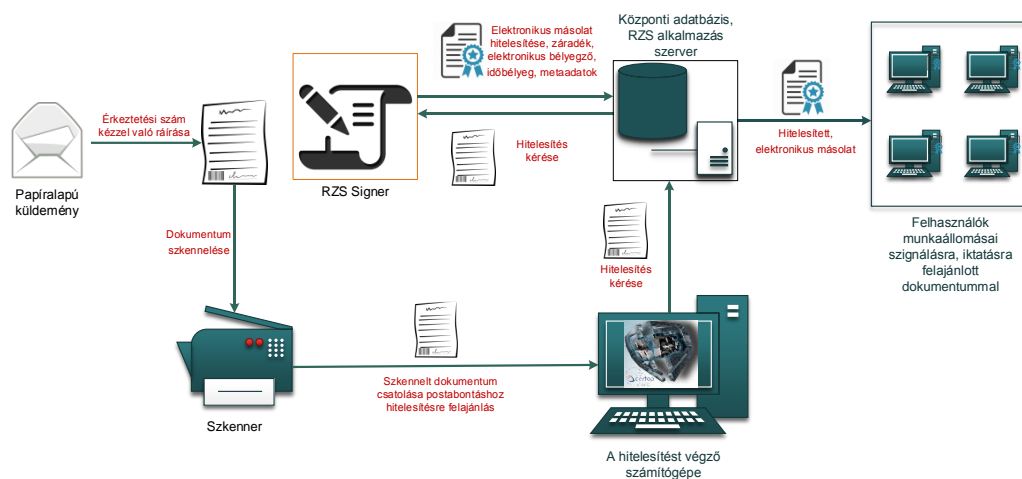 Elektronikus másolat
hitelesítése, záradék,
elektronikus bélyegző,
időbélyeg, metaadatok
Központi adatbázis,
RZS alkalmazás
szerver
Érkeztetési szám
kézzel való ráírása
Hitelesítés
kérése
Hitelesített,
elektronikus másolat
Papíralapú
küldemény
RZS Signer
Dokumentum
szkennelése
Hitelesítés
kérése
Felhasználók
munkaállomásai
szignálásra, iktatásra
felajánlott
dokumentummal
Szkennelt dokumentum
csatolása postabontáshoz
hitelesítésre felajánlás
Szkenner
A hitelesítést végző
számítógépe